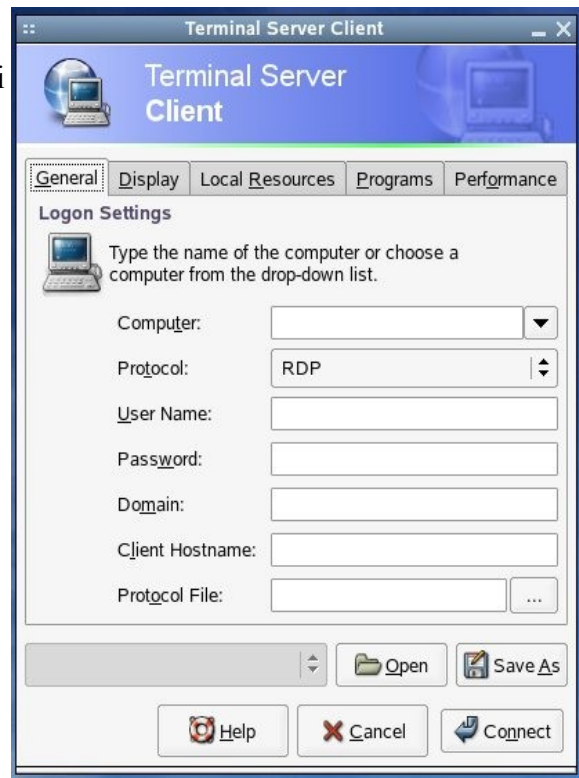 Terminal Server Client
i
Terminal Server
Client
General Display Local Resources Programs Performance
Logon Settings
Type the name of the computer or choose a
computer from the drop-down list.
Computer:
Protocol: RDP
User Name:
Password:
Domain:
Client Hostname:
Protocol File: ...
Open Save As
Help Cancel Connect